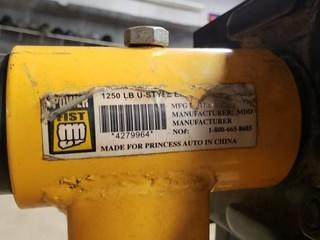 POWER
FIST
1250 LB U-STYLE
MFG
MANUFACTURER: MDD
MANUFACTURER
NO#: 1-800-665-8685
*4279964*
MADE FOR PRINCESS AUTO IN CHINA